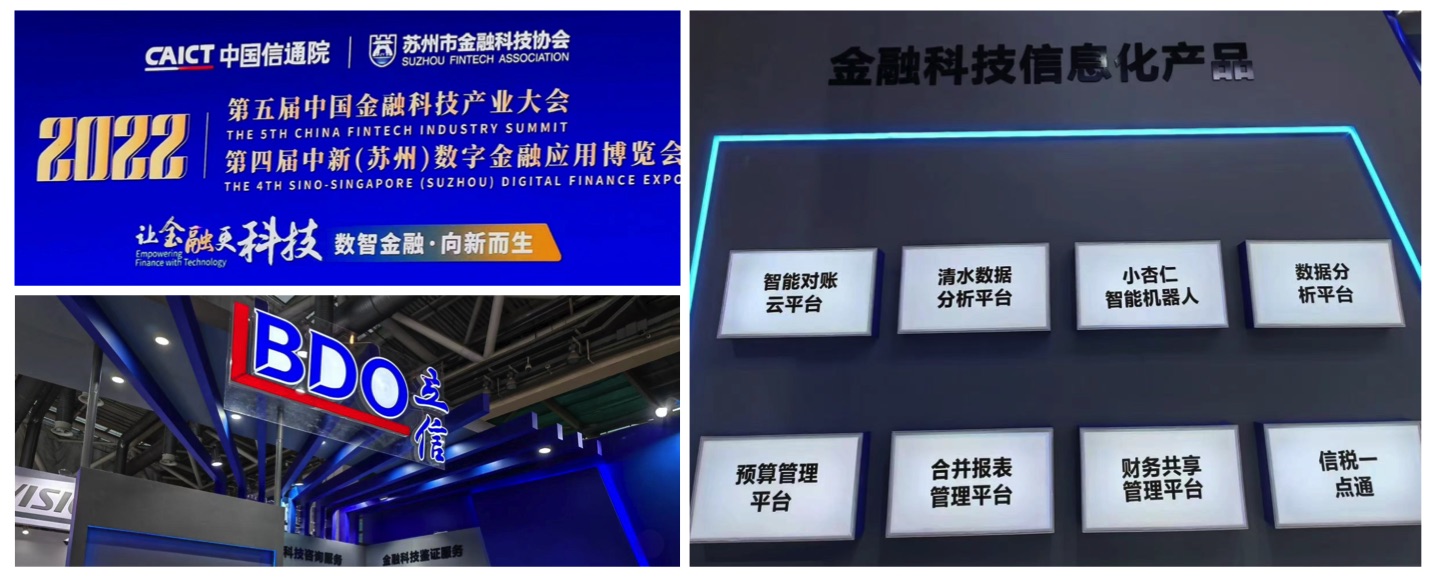 CAICT 中国信通院
苏州市金融科技协会
SUZHOU FINTECH ASSOCIATION
2022
第五届中国金融科技产业大会
THE 5TH CHINA FINTECH INDUSTRY SUMMIT
第四届中新(苏州)数字金融应用博览会
THE 4TH SINO-SINGAPORE (SUZHOU) DIGITAL FINANCE EXPO
让金融更科技
Empowering
Finance with Technology
数智金融·向新而生
BDO
立信
VISI
科技咨询服务
金融科技鉴证服务
金融科技信息化产品
智能对账
云平台
清水数据
分析平台
小杏仁
智能机器人
数据分
析平台
预算管理
平台
合并报表
管理平台
财务共享
管理平台
信税一
点通